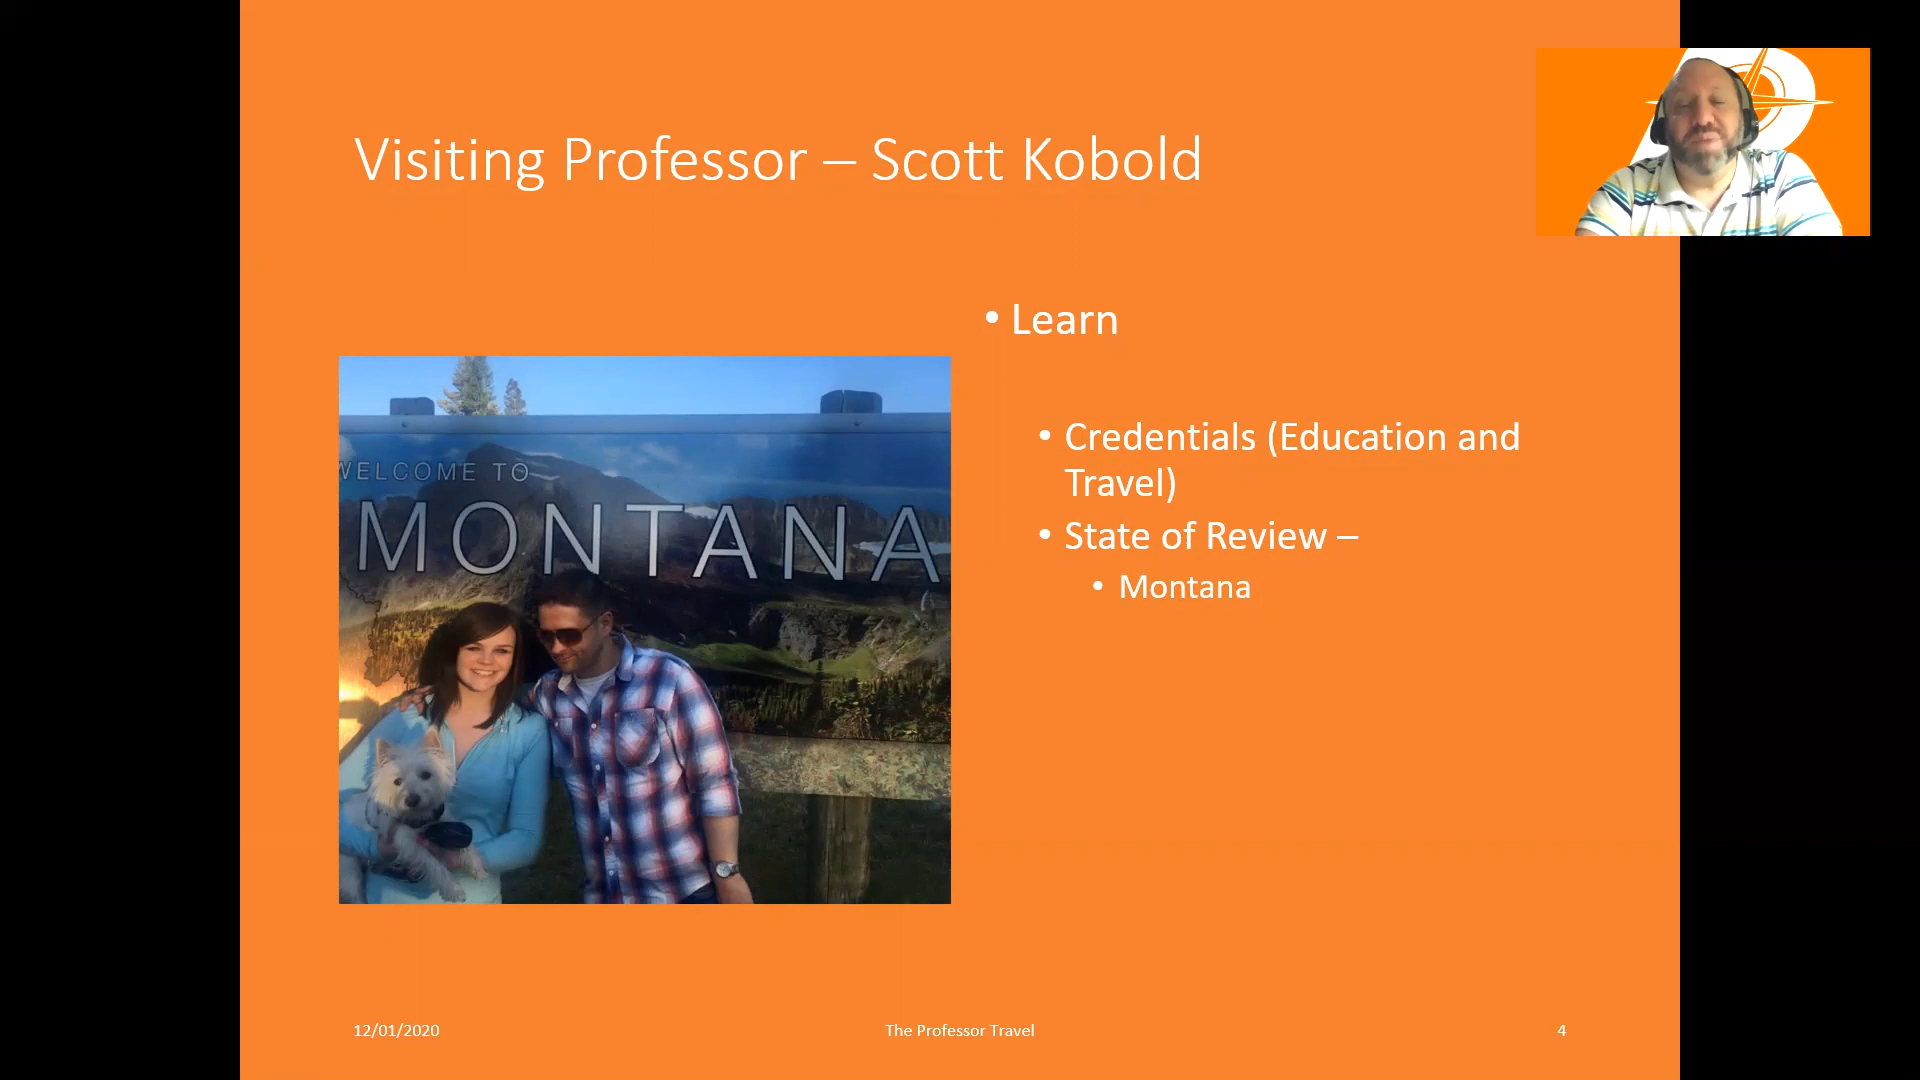 Visiting Professor – Scott Kobold
• Learn
• Credentials (Education and
Travel)
• State of Review –
• Montana
WELCOME TO
MONTANA
12/01/2020
The Professor Travel
4